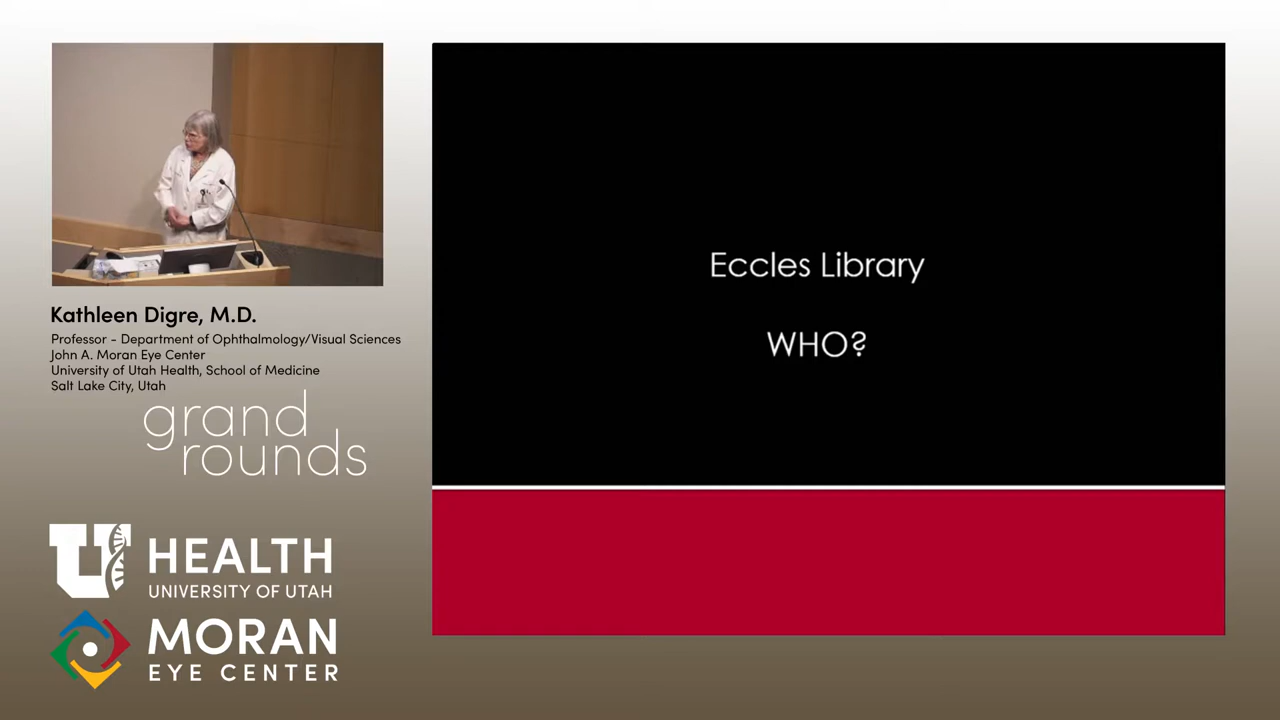 Kathleen Digre, M.D.
Professor - Department of Ophthalmology/Visual Sciences
John A. Moran Eye Center
University of Utah Health, School of Medicine
Salt Lake City, Utah
grand
rounds
U HEALTH
UNIVERSITY OF UTAH
MORAN
EYE CENTER
Eccles Library
WHO?